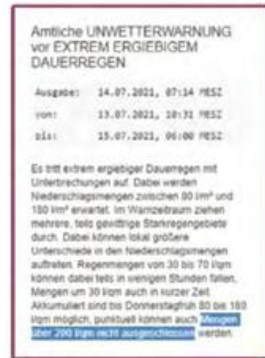 Amtliche UNWETTERWARNUNG
vor EXTREM ERGIEBIGEM
DAUERREGEN
Ausgabe: 14.07.2021, 07:14 MESZ
von: 13.07.2021, 10:31 MESZ
bis: 15.07.2021, 06:00 MESZ
Es tritt extrem ergiebiger Dauerregen mit
Unterbrechungen auf. Dabei werden
Niederschlagsmengen zwischen 80 l/m² und
180 l/m² erwartet. Im Warnzeitraum ziehen
mehrere, teils gewittrige Starkregengebiete
durch. Dabei können lokal größere
Unterschiede in den Niederschlagsmengen
auftreten. Regenmengen von 30 bis 70 l/qm
können dabei teils in wenigen Stunden fallen.
Mengen um 30 l/qm auch in kurzer Zeit.
Akkumuliert sind bis Donnerstagfrüh 80 bis 180
l/qm möglich, punktuell können auch Mengen
über 200 l/qm nicht ausgeschlossen werden.